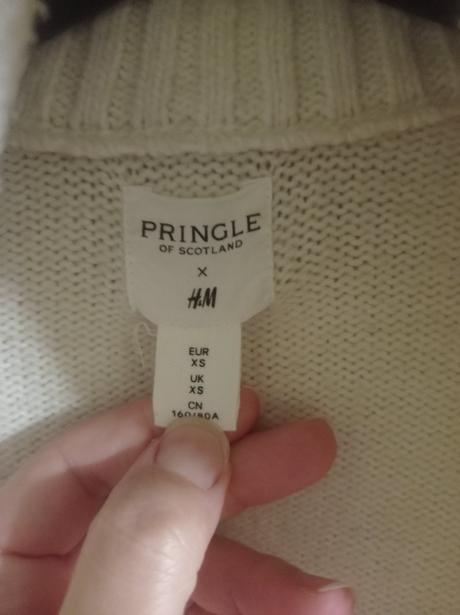 PRINGLE
OF SCOTLAND
x
H&M
EUR
XS
UK
XS
CN
160/80A